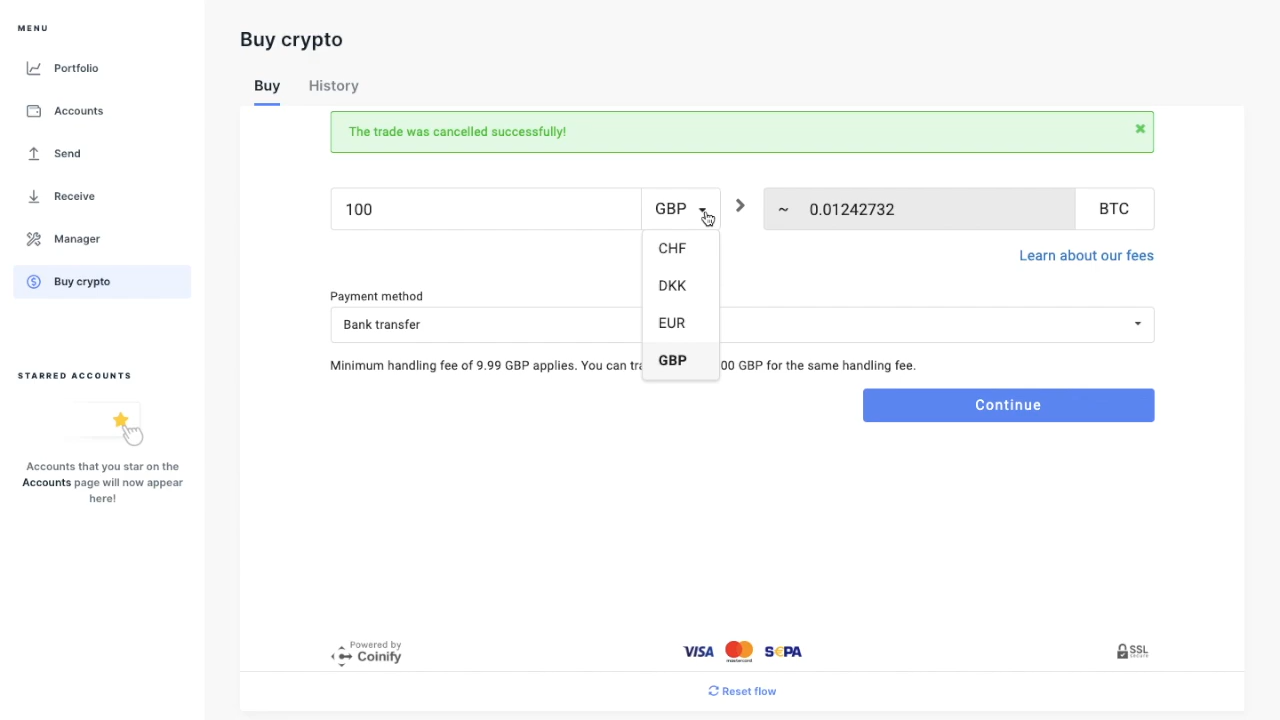 MENU
Portfolio
Accounts
Send
Receive
Manager
Buy crypto
STARRED ACCOUNTS
Accounts that you star on the
Accounts page will now appear
here!
Buy crypto
Buy History
The trade was cancelled successfully!
100 GBP ~ 0.01242732 BTC
CHF
DKK
EUR
GBP
Learn about our fees
Payment method
Bank transfer
Minimum handling fee of 9.99 GBP applies. You can 00 GBP for the same handling fee.
Continue
Powered by
Coinify
VISA mastercard S€PA
SSL
SECURE
Reset flow